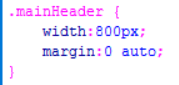 .mainHeader {
    width:800px;
    margin:0 auto;
}